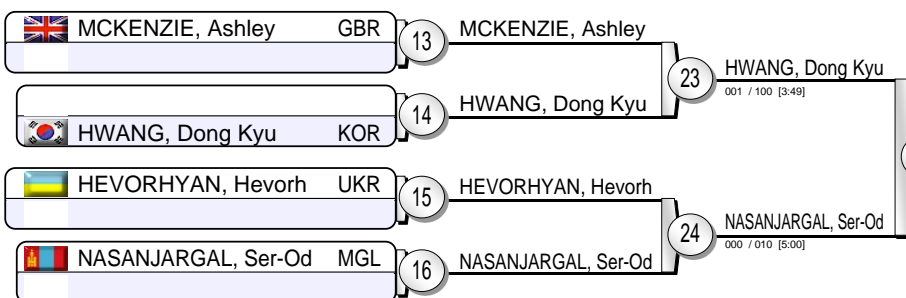 MCKENZIE, Ashley GBR
13
MCKENZIE, Ashley
HWANG, Dong Kyu KOR
14
HWANG, Dong Kyu
23
HWANG, Dong Kyu
001 / 100 [3:49]
HEVORHYAN, Hevorh UKR
15
HEVORHYAN, Hevorh
NASANJARGAL, Ser-Od MGL
16
NASANJARGAL, Ser-Od
24
NASANJARGAL, Ser-Od
000 / 010 [5:00]